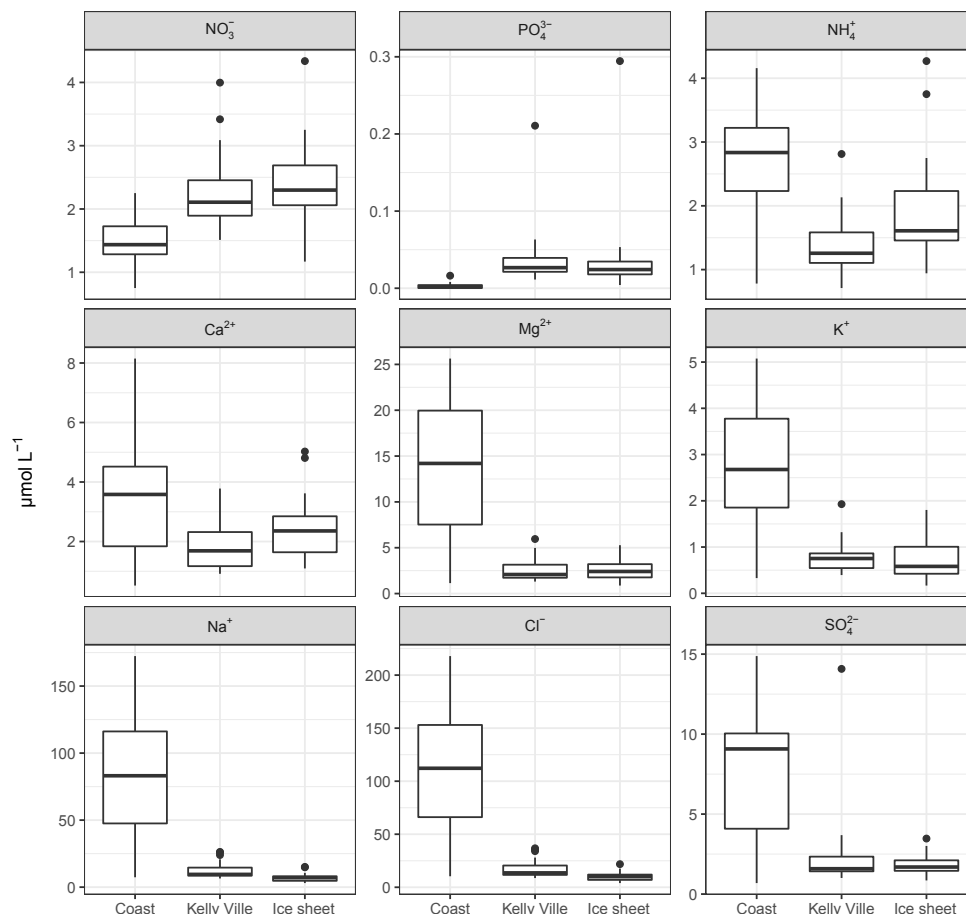 NO₃⁻ PO₄³⁻ NH₄⁺
4 0.3 4
3 0.2 3
2 0.1 2
1 0.0 1
Ca²⁺ Mg²⁺ K⁺
8 25 5
6 20 4
4 15 3
2 10 2
5 1
0 0
µmol L⁻¹
Na⁺ Cl⁻ SO₄²⁻
150 200 15
100 150 10
50 100 5
0 50 0
0
Coast Kelly Ville Ice sheet Coast Kelly Ville Ice sheet Coast Kelly Ville Ice sheet